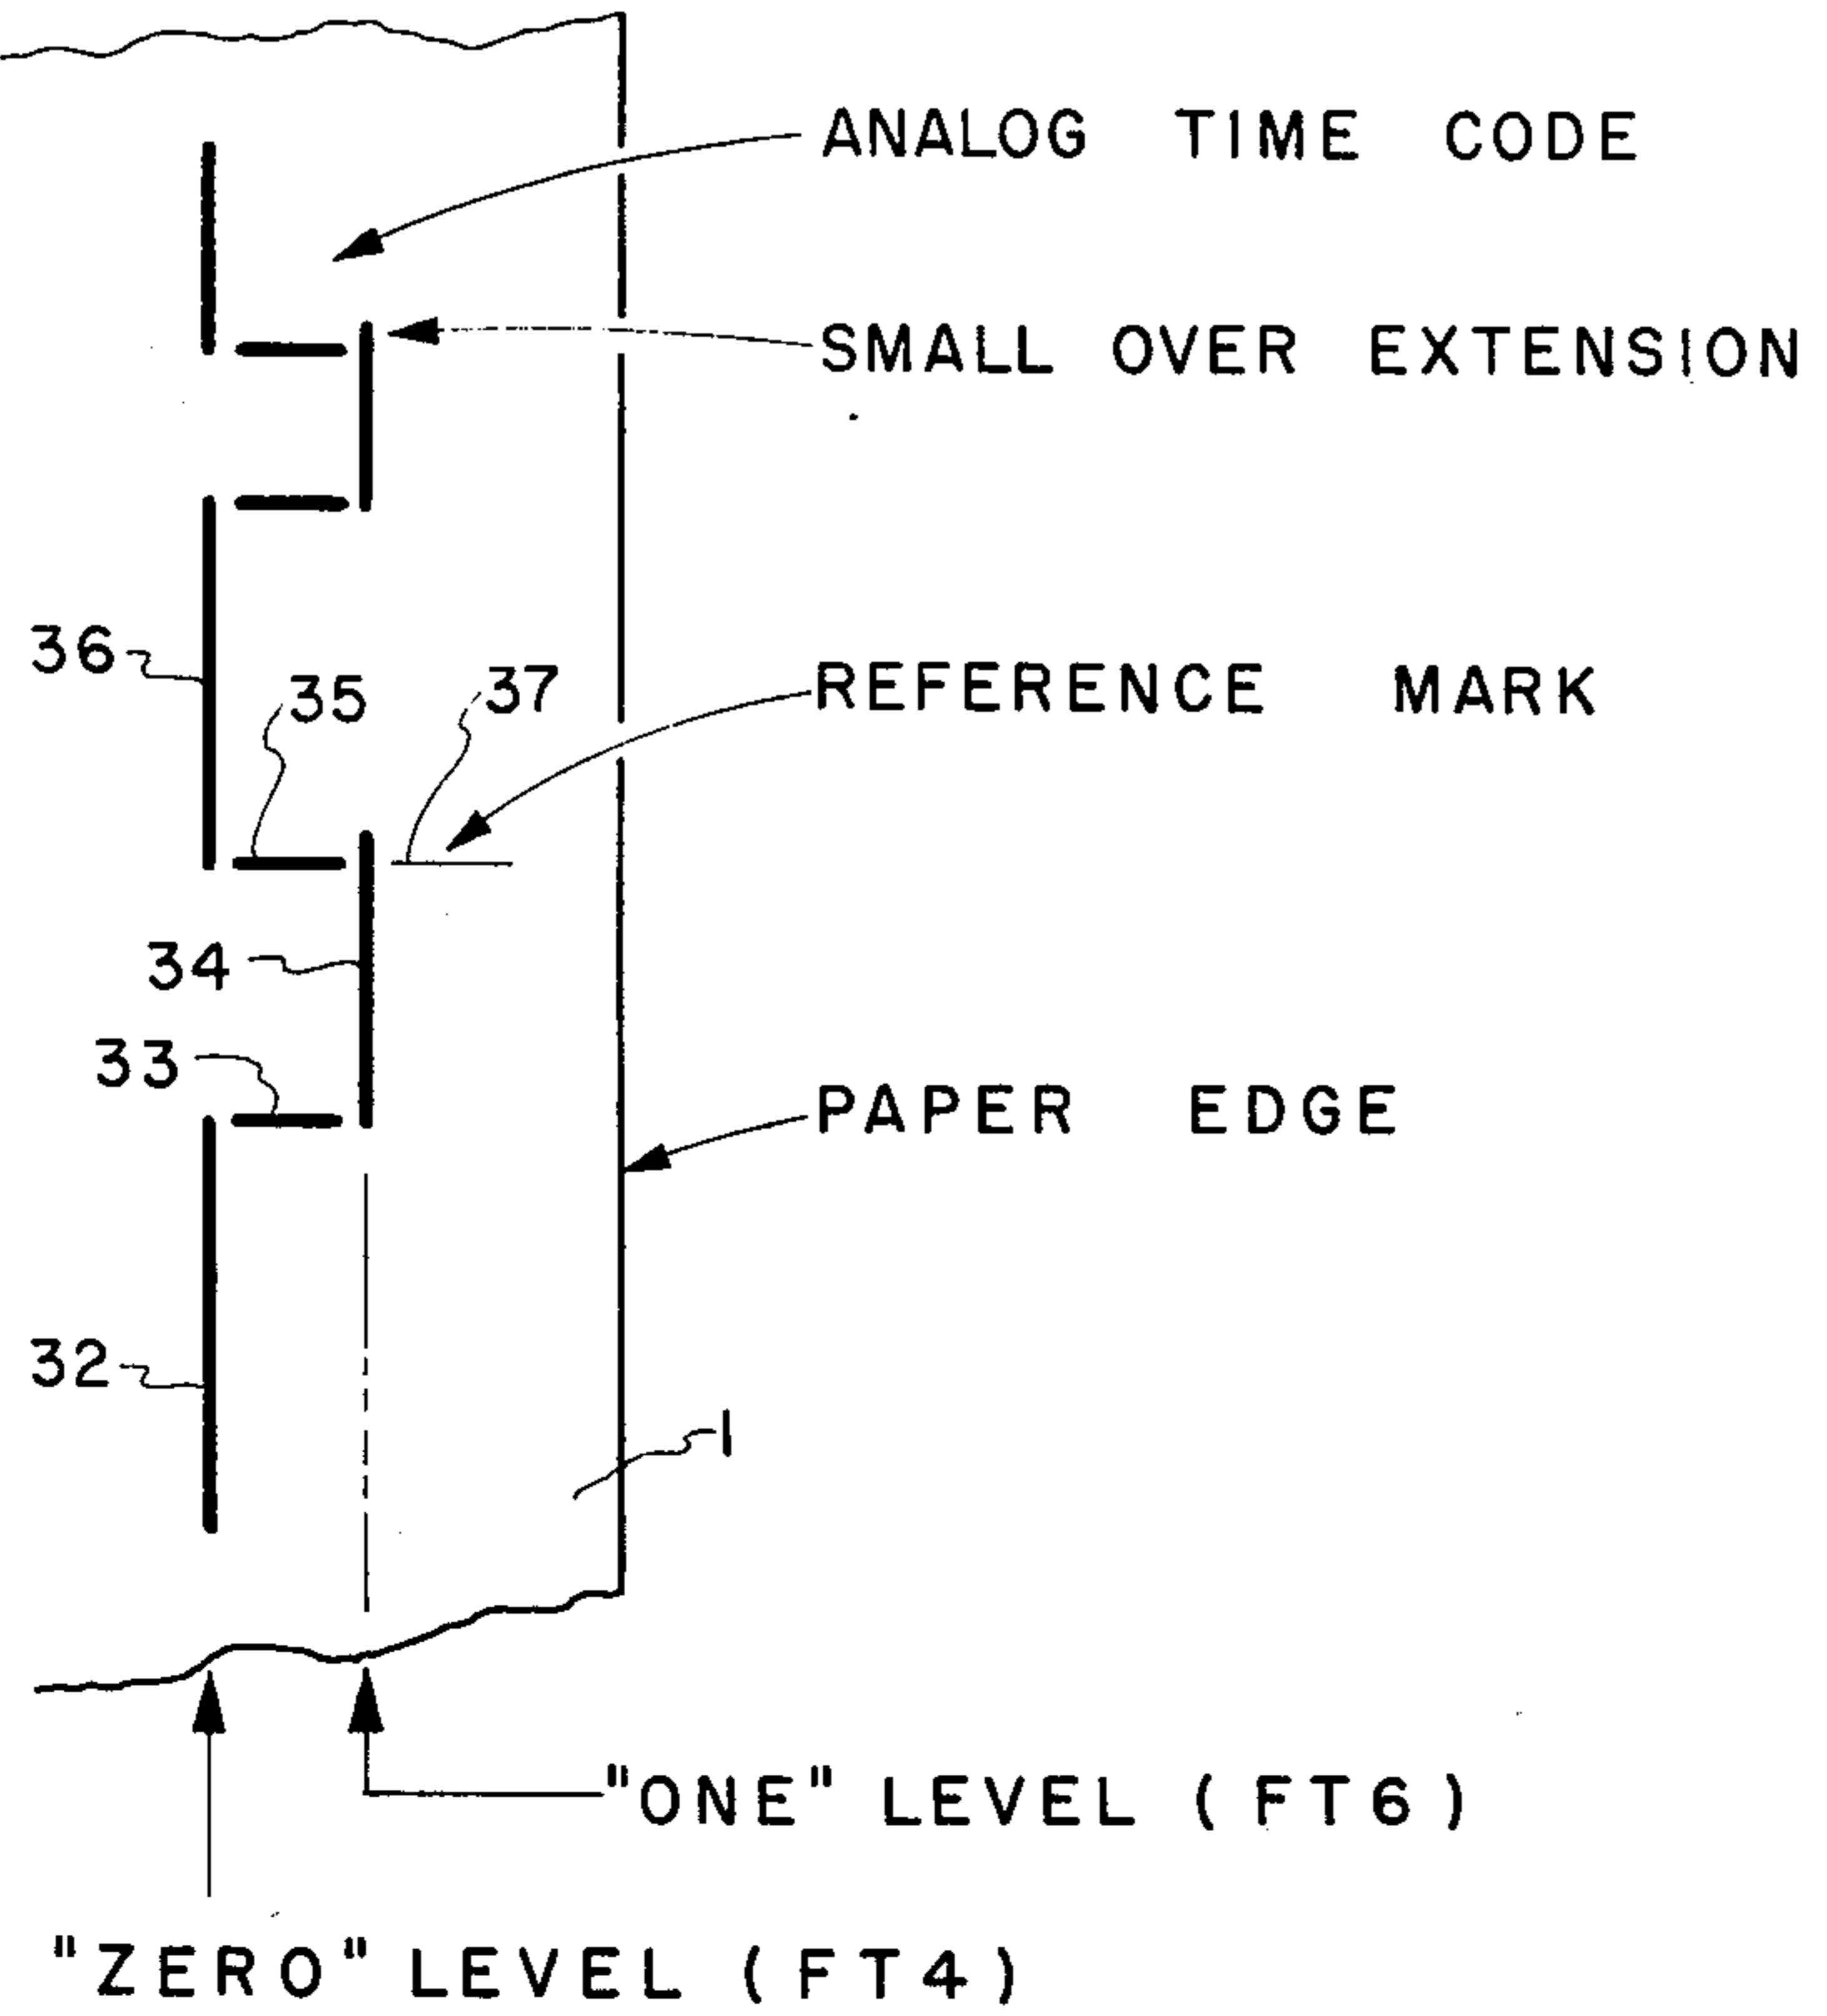 ANALOG TIME CODE
SMALL OVER EXTENSION
36
35
37
REFERENCE MARK
34
33
PAPER EDGE
32
1
"ONE" LEVEL (FT6)
"ZERO" LEVEL (FT4)